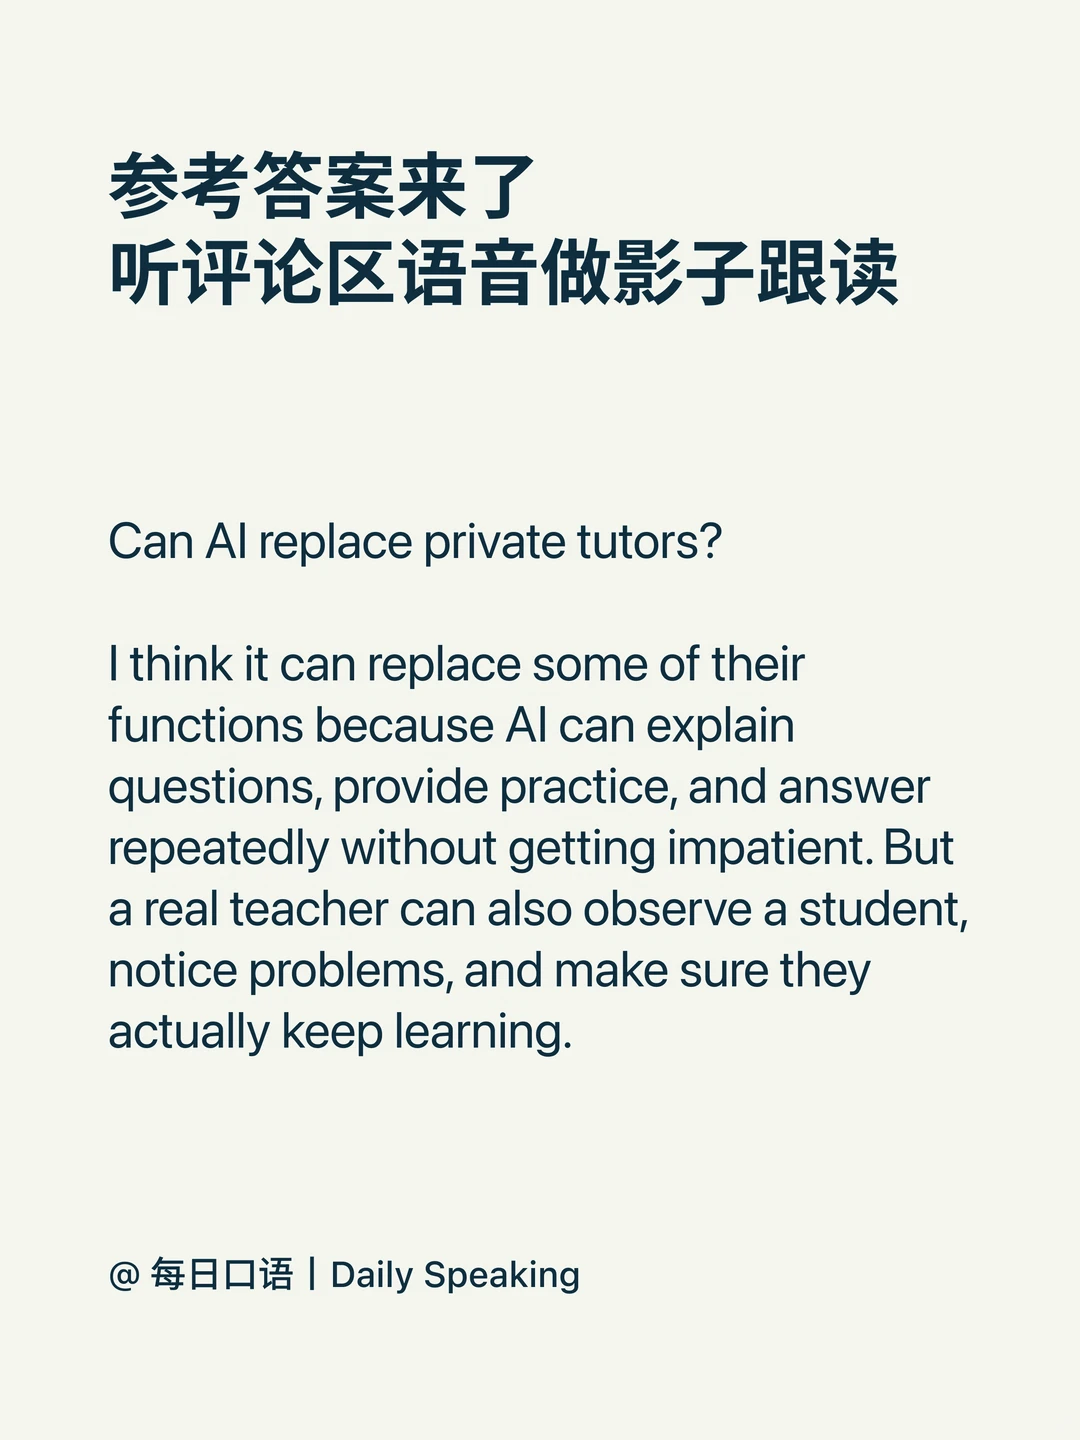 参考答案来了
听评论区语音做影子跟读
Can AI replace private tutors?
I think it can replace some of their
functions because AI can explain
questions, provide practice, and answer
repeatedly without getting impatient. But
a real teacher can also observe a student,
notice problems, and make sure they
actually keep learning.
@ 每日口语 | Daily Speaking